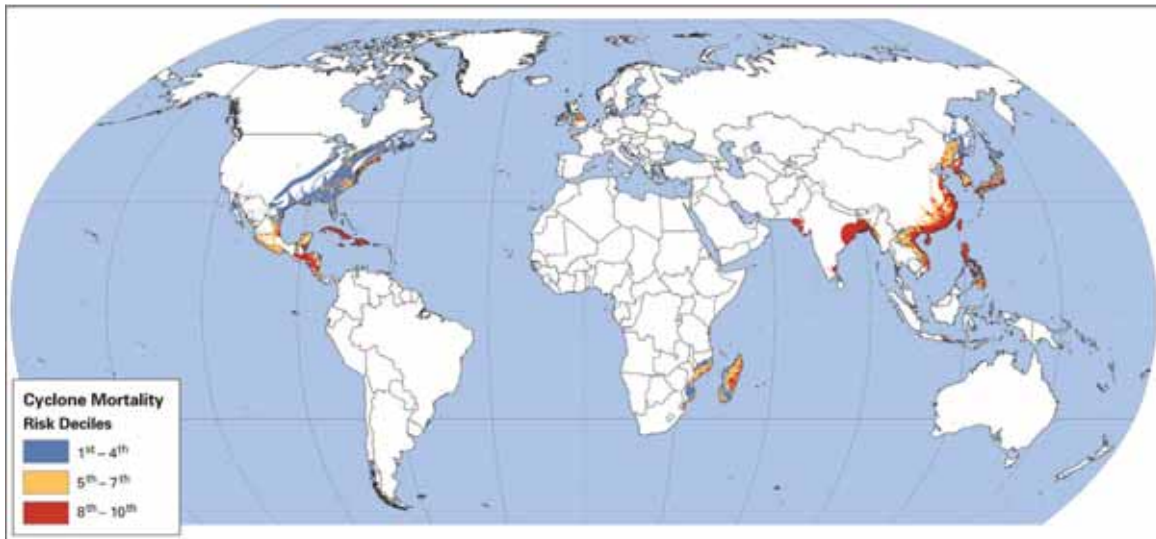 Cyclone Mortality
Risk Deciles
1st – 4th
5th – 7th
8th – 10th